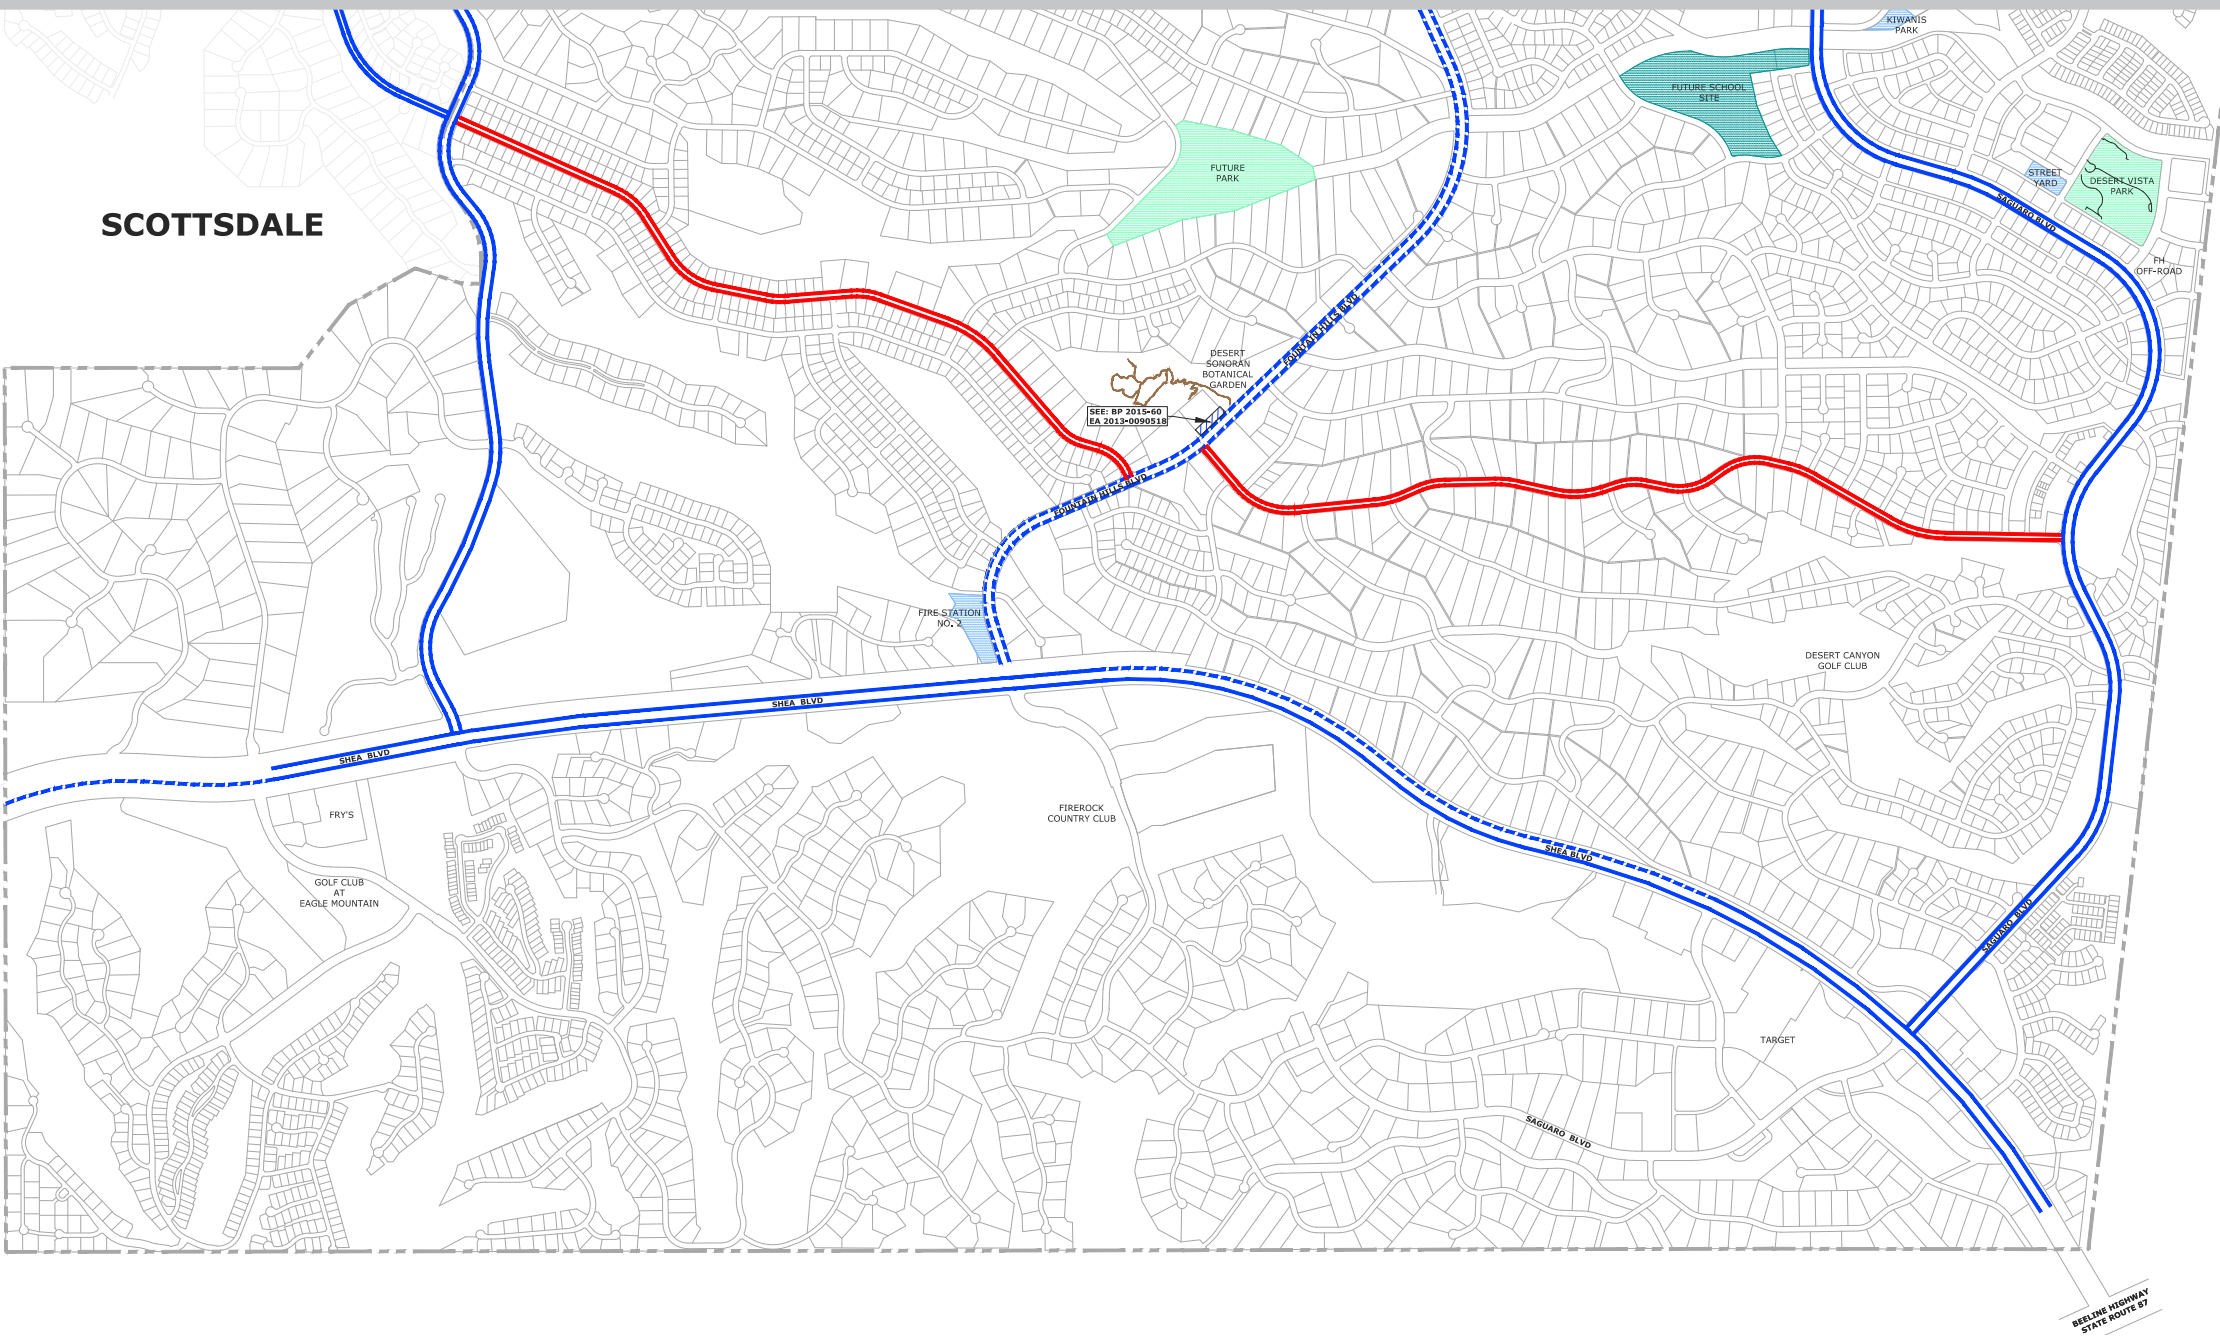 KIWANIS
PARK
FUTURE SCHOOL
SITE
FUTURE
PARK
STREET
YARD
DESERT VISTA
PARK
SAGUARO BLVD
SCOTTSDALE
FH
OFF-ROAD
FOUNTAIN HILLS BLVD
DESERT
SONORAN
BOTANICAL
GARDEN
SEE: BP 2015-60
EA 2013-0090518
FOUNTAIN HILLS BLVD
FIRE STATION
NO. 2
DESERT CANYON
GOLF CLUB
SHEA BLVD
SHEA BLVD
FRY'S
FIREROCK
COUNTRY CLUB
SHEA BLVD
GOLF CLUB
AT
EAGLE MOUNTAIN
SAGUARO BLVD
TARGET
SAGUARO BLVD
BEELINE HIGHWAY
STATE ROUTE 87